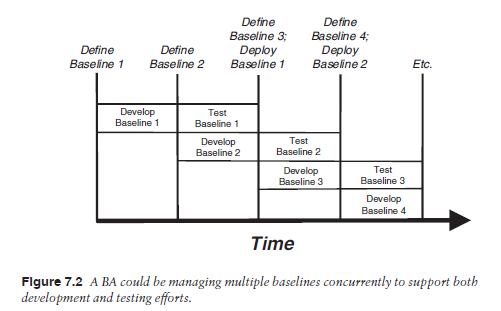 Define
Baseline 1
Define
Baseline 2
Define
Baseline 3;
Deploy
Baseline 1
Define
Baseline 4;
Deploy
Baseline 2
Etc.
Develop
Baseline 1
Test
Baseline 1
Develop
Baseline 2
Test
Baseline 2
Develop
Baseline 3
Test
Baseline 3
Develop
Baseline 4
Time
Figure 7.2 A BA could be managing multiple baselines concurrently to support both
development and testing efforts.